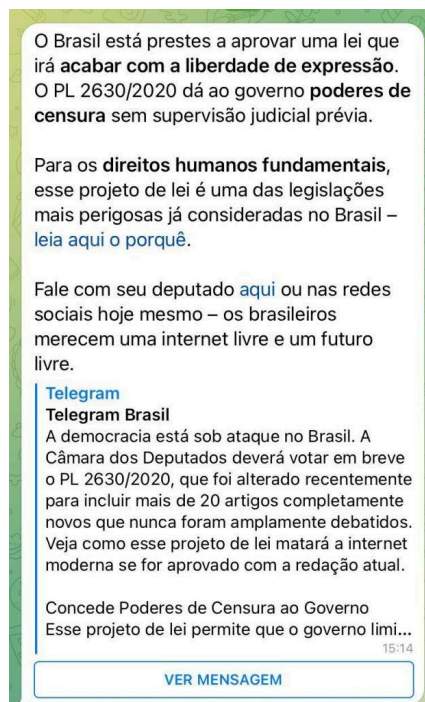 O Brasil está prestes a aprovar uma lei que
irá acabar com a liberdade de expressão.
O PL 2630/2020 dá ao governo poderes de
censura sem supervisão judicial prévia.
Para os direitos humanos fundamentais,
esse projeto de lei é uma das legislações
mais perigosas já consideradas no Brasil –
leia aqui o porquê.
Fale com seu deputado aqui ou nas redes
sociais hoje mesmo – os brasileiros
merecem uma internet livre e um futuro
livre.
Telegram
Telegram Brasil
A democracia está sob ataque no Brasil. A
Câmara dos Deputados deverá votar em breve
o PL 2630/2020, que foi alterado recentemente
para incluir mais de 20 artigos completamente
novos que nunca foram amplamente debatidos.
Veja como esse projeto de lei matará a internet
moderna se for aprovado com a redação atual.
Concede Poderes de Censura ao Governo
Esse projeto de lei permite que o governo limi...
15:14
VER MENSAGEM